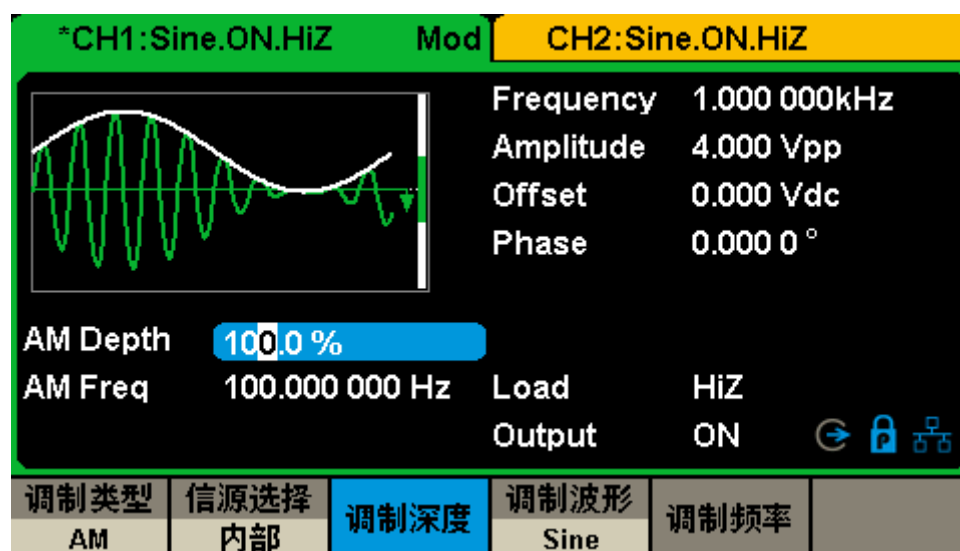 *CH1:Sine.ON.HiZ Mod CH2:Sine.ON.HiZ
Frequency 1.000 000kHz
Amplitude 4.000 Vpp
Offset 0.000 Vdc
Phase 0.000 0 °
AM Depth 100.0 %
AM Freq 100.000 000 Hz Load HiZ
Output ON
调制类型 信源选择 调制深度 调制波形 调制频率
AM 内部 Sine